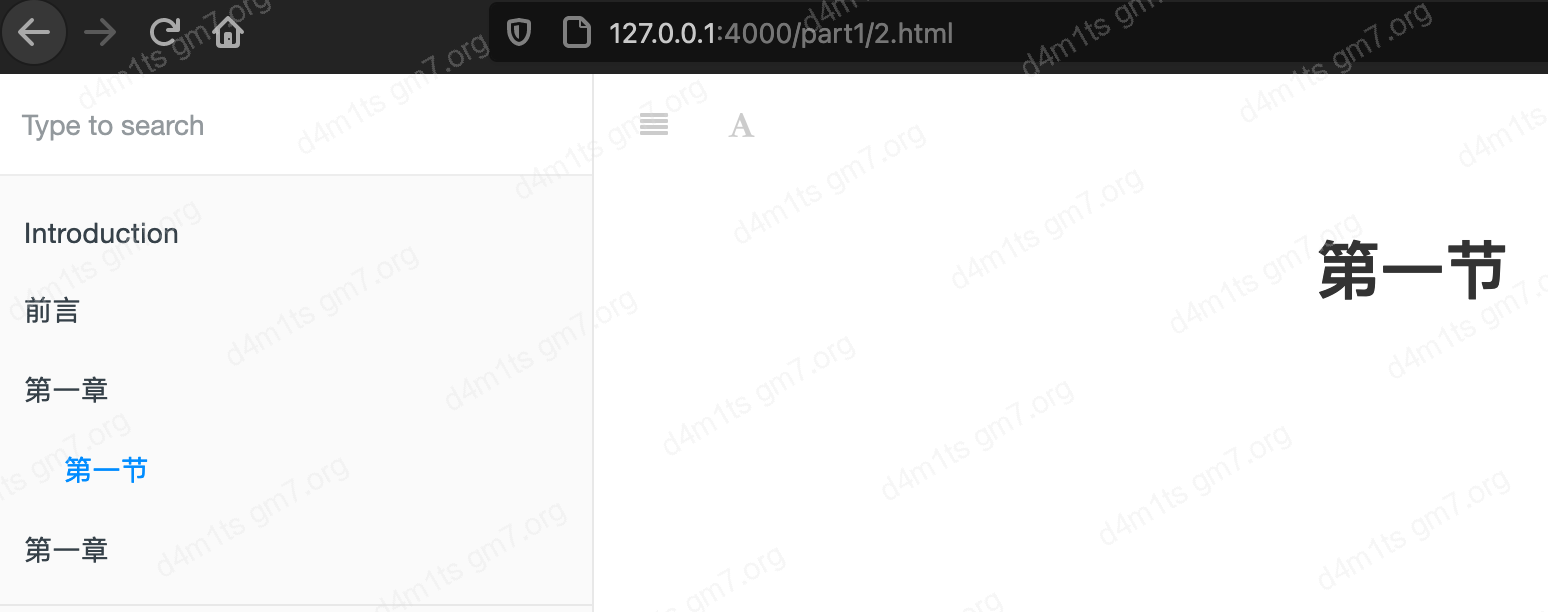 127.0.0.1:4000/part1/2.html
Type to search
A
Introduction
前言
第一章
第一节
第一章
第一节
d4m1ts gm7.org